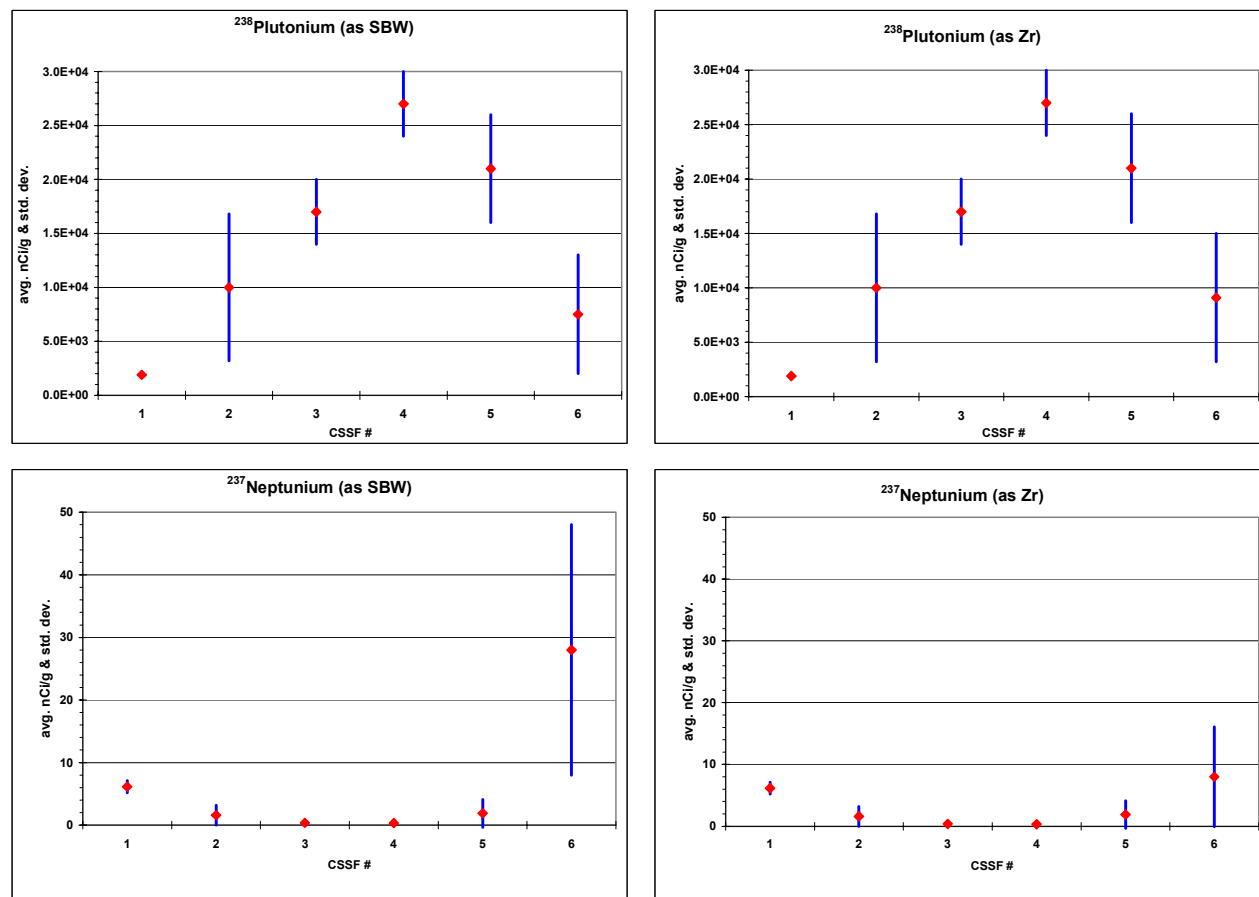 ²³⁸Plutonium (as SBW)
avg. nCi/g & std. dev.
3.0E+04
2.5E+04
2.0E+04
1.5E+04
1.0E+04
5.0E+03
0.0E+00
1 2 3 4 5 6
CSSF #
²³⁸Plutonium (as Zr)
avg. nCi/g & std. dev.
3.0E+04
2.5E+04
2.0E+04
1.5E+04
1.0E+04
5.0E+03
0.0E+00
1 2 3 4 5 6
CSSF #
²³⁷Neptunium (as SBW)
avg. nCi/g & std. dev.
50
40
30
20
10
0
1 2 3 4 5 6
CSSF #
²³⁷Neptunium (as Zr)
avg. nCi/g & std. dev.
50
40
30
20
10
0
1 2 3 4 5 6
CSSF #